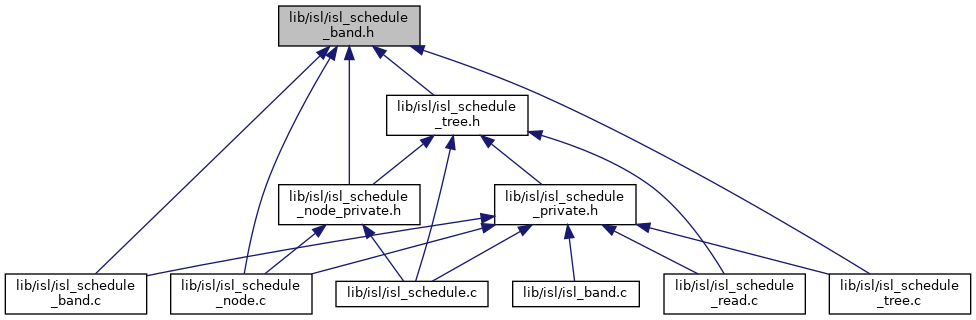 lib/isl/isl_schedule
_band.h
lib/isl/isl_schedule
_tree.h
lib/isl/isl_schedule
_node_private.h
lib/isl/isl_schedule
_private.h
lib/isl/isl_schedule
_band.c
lib/isl/isl_schedule
_node.c
lib/isl/isl_schedule.c
lib/isl/isl_band.c
lib/isl/isl_schedule
_read.c
lib/isl/isl_schedule
_tree.c